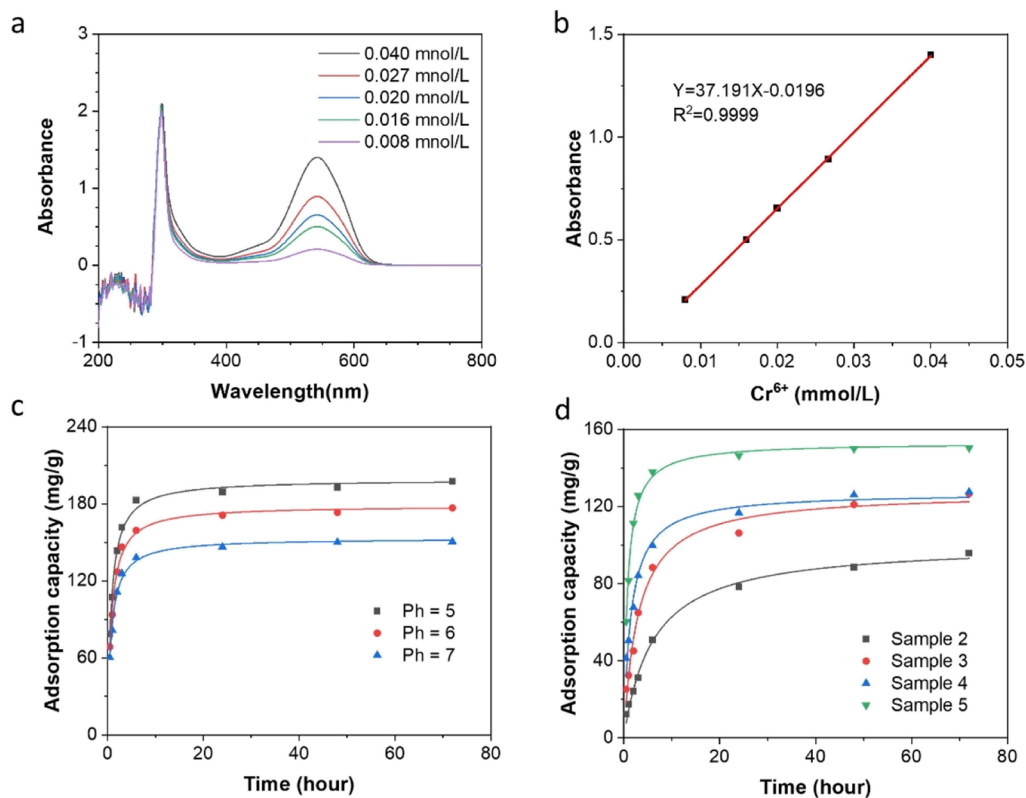 a
3
2
1
0
-1
Absorbance
0.040 mnol/L
0.027 mnol/L
0.020 mnol/L
0.016 mnol/L
0.008 mnol/L
200 400 600 800
Wavelength(nm)
b
1.5
1.0
0.5
0.0
Absorbance
Y=37.191X-0.0196
R²=0.9999
0.00 0.01 0.02 0.03 0.04 0.05
Cr⁶⁺ (mmol/L)
c
240
180
120
60
0
Adsorption capacity (mg/g)
Ph = 5
Ph = 6
Ph = 7
0 20 40 60 80
Time (hour)
d
160
120
80
40
0
Adsorption capacity (mg/g)
Sample 2
Sample 3
Sample 4
Sample 5
0 20 40 60 80
Time (hour)